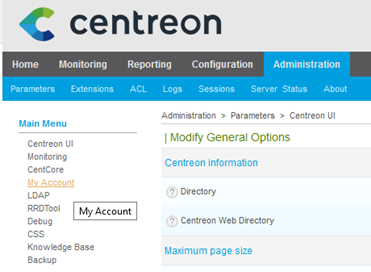 centreon
Home Monitoring Reporting Configuration Administration
Parameters Extensions ACL Logs Sessions Server Status About
Main Menu
Centreon UI
Monitoring
CentCore
My Account
LDAP
RRDTool
Debug
CSS
Knowledge Base
Backup
My Account
Administration > Parameters > Centreon UI
| Modify General Options
Centreon information
? Directory
? Centreon Web Directory
Maximum page size